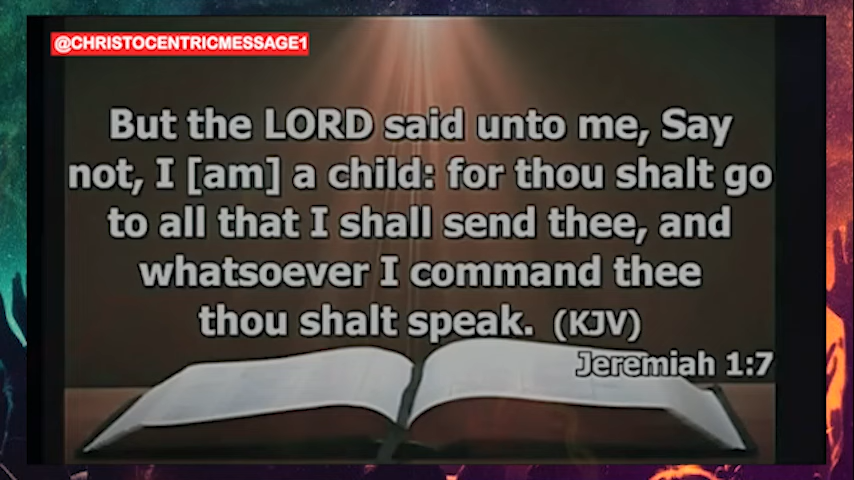 @CHRISTOCENTRICMESSAGE1
But the LORD said unto me, Say
not, I [am] a child: for thou shalt go
to all that I shall send thee, and
whatsoever I command thee
thou shalt speak. (KJV)
Jeremiah 1:7